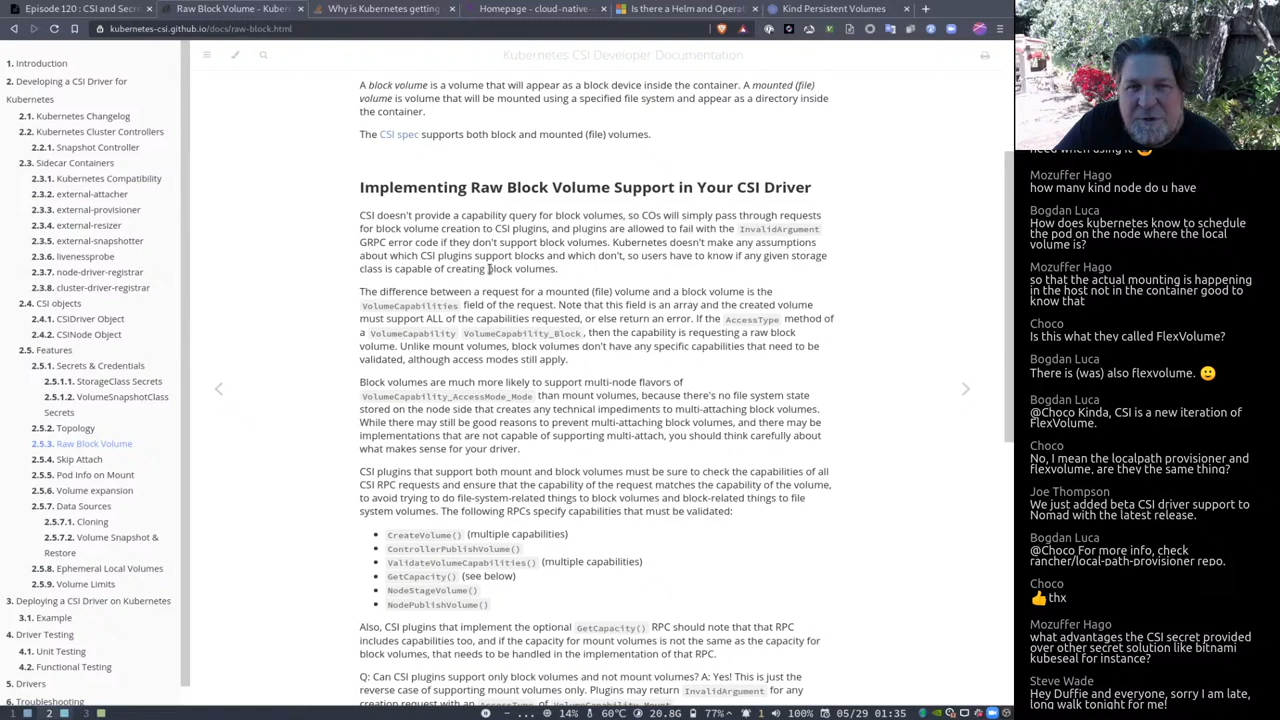 Episode 120 : CSI and Secre
Raw Block Volume - Kubern
Why is Kubernetes getting
Homepage - cloud-native
Is there a Helm and Operat
Kind Persistent Volumes
kubernetes-csi.github.io/docs/raw-block.html
1. Introduction
2. Developing a CSI Driver for
Kubernetes
2.1. Kubernetes Changelog
2.2. Kubernetes Cluster Controllers
2.2.1. Snapshot Controller
2.3. Sidecar Containers
2.3.1. Kubernetes Compatibility
2.3.2. external-attacher
2.3.3. external-provisioner
2.3.4. external-resizer
2.3.5. external-snapshotter
2.3.6. livenessprobe
2.3.7. node-driver-registrar
2.3.8. cluster-driver-registrar
2.4. CSI objects
2.4.1. CSIDriver Object
2.4.2. CSINode Object
2.5. Features
2.5.1. Secrets & Credentials
2.5.1.1. StorageClass Secrets
2.5.1.2. VolumeSnapshotClass
Secrets
2.5.2. Topology
2.5.3. Raw Block Volume
2.5.4. Skip Attach
2.5.5. Pod Info on Mount
2.5.6. Volume expansion
2.5.7. Data Sources
2.5.7.1. Cloning
2.5.7.2. Volume Snapshot &
Restore
2.5.8. Ephemeral Local Volumes
2.5.9. Volume Limits
3. Deploying a CSI Driver on Kubernetes
3.1. Example
4. Driver Testing
4.1. Unit Testing
4.2. Functional Testing
5. Drivers
6. Troubleshooting
Kubernetes CSI Developer Documentation
A block volume is a volume that will appear as a block device inside the container. A mounted (file)
volume is volume that will be mounted using a specified file system and appear as a directory inside
the container.
The CSI spec supports both block and mounted (file) volumes.
Implementing Raw Block Volume Support in Your CSI Driver
CSI doesn't provide a capability query for block volumes, so COs will simply pass through requests
for block volume creation to CSI plugins, and plugins are allowed to fail with the InvalidArgument
GRPC error code if they don't support block volumes. Kubernetes doesn't make any assumptions
about which CSI plugins support blocks and which don't, so users have to know if any given storage
class is capable of creating block volumes.
The difference between a request for a mounted (file) volume and a block volume is the
VolumeCapabilities field of the request. Note that this field is an array and the created volume
must support ALL of the capabilities requested, or else return an error. If the AccessType method of
a VolumeCapability VolumeCapability_Block, then the capability is requesting a raw block
volume. Unlike mount volumes, block volumes don't have any specific capabilities that need to be
validated, although access modes still apply.
Block volumes are much more likely to support multi-node flavors of
VolumeCapability_AccessMode_Mode than mount volumes, because there's no file system state
stored on the node side that creates any technical impediments to multi-attaching block volumes.
While there may still be good reasons to prevent multi-attaching block volumes, and there may be
implementations that are not capable of supporting multi-attach, you should think carefully about
what makes sense for your driver.
CSI plugins that support both mount and block volumes must be sure to check the capabilities of all
CSI RPC requests and ensure that the capability of the request matches the capability of the volume,
to avoid trying to do file-system-related things to block volumes and block-related things to file
system volumes. The following RPCs specify capabilities that must be validated:
• CreateVolume() (multiple capabilities)
• ControllerPublishVolume()
• ValidateVolumeCapabilities() (multiple capabilities)
• GetCapacity() (see below)
• NodeStageVolume()
• NodePublishVolume()
Also, CSI plugins that implement the optional GetCapacity() RPC should note that that RPC
includes capabilities too, and if the capacity for mount volumes is not the same as the capacity for
block volumes, that needs to be handled in the implementation of that RPC.
Q: Can CSI plugins support only block volumes and not mount volumes? A: Yes! This is just the
reverse case of supporting mount volumes only. Plugins may return InvalidArgument for any
creation request with an AccessType of VolumeCapability_Mount.
need when using it
Mozuffer Hago
how many kind node do u have
Bogdan Luca
How does kubernetes know to schedule
the pod on the node where the local
volume is?
Mozuffer Hago
so that the actual mounting is happening
in the host not in the container good to
know that
Choco
Is this what they called FlexVolume?
Bogdan Luca
There is (was) also flexvolume. 🙂
Bogdan Luca
@Choco Kinda, CSI is a new iteration of
FlexVolume.
Choco
No, I mean the localpath provisioner and
flexvolume, are they the same thing?
Joe Thompson
We just added beta CSI driver support to
Nomad with the latest release.
Bogdan Luca
@Choco For more info, check
rancher/local-path-provisioner repo.
Choco
👍 thx
Mozuffer Hago
what advantages the CSI secret provided
over other secret solution like bitnami
kubeseal for instance?
Steve Wade
Hey Duffie and everyone, sorry I am late,
long walk tonight for me!
1 2 3
14% 60°C 20.8G 77% 1 100% 05/29 01:35